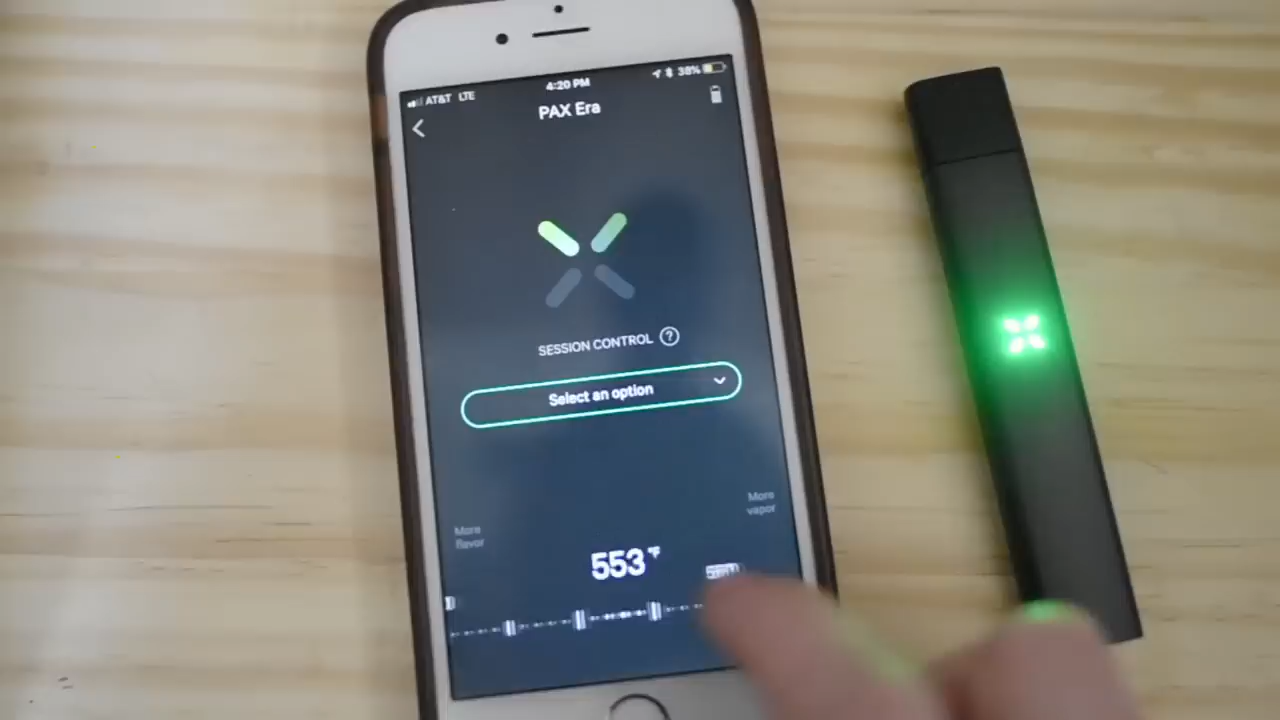 AT&T LTE 4:20 PM 38%
PAX Era
SESSION CONTROL ?
Select an option
More
vapor
More
flavor
553 °F